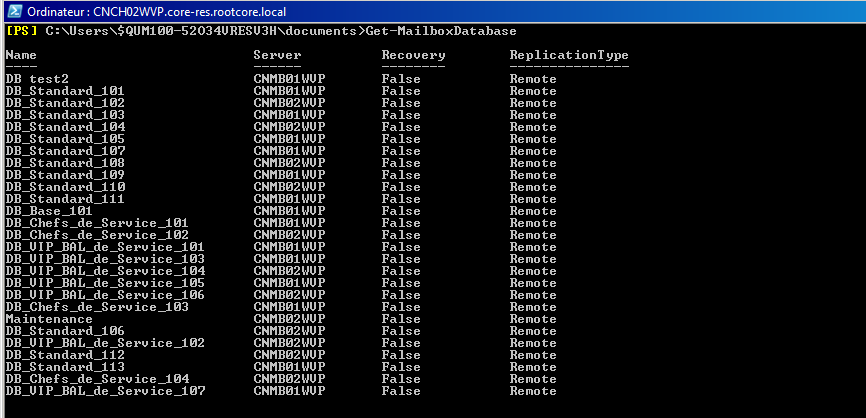 Ordinateur : CNCH02WVP.core-res.rootcore.local
[PS] C:\Users\$QUM100-52O34VRESV3H\documents>Get-MailboxDatabase
Name Server Recovery ReplicationType
---- ------ -------- ---------------
DB test2 CNMB01WVP False Remote
DB_Standard_101 CNMB01WVP False Remote
DB_Standard_102 CNMB02WVP False Remote
DB_Standard_103 CNMB01WVP False Remote
DB_Standard_104 CNMB02WVP False Remote
DB_Standard_105 CNMB01WVP False Remote
DB_Standard_107 CNMB01WVP False Remote
DB_Standard_108 CNMB02WVP False Remote
DB_Standard_109 CNMB01WVP False Remote
DB_Standard_110 CNMB02WVP False Remote
DB_Standard_111 CNMB01WVP False Remote
DB_Base_101 CNMB01WVP False Remote
DB_Chefs_de_Service_101 CNMB01WVP False Remote
DB_Chefs_de_Service_102 CNMB02WVP False Remote
DB_VIP_BAL_de_Service_101 CNMB01WVP False Remote
DB_VIP_BAL_de_Service_103 CNMB01WVP False Remote
DB_VIP_BAL_de_Service_104 CNMB02WVP False Remote
DB_VIP_BAL_de_Service_105 CNMB01WVP False Remote
DB_VIP_BAL_de_Service_106 CNMB02WVP False Remote
DB_Chefs_de_Service_103 CNMB01WVP False Remote
Maintenance CNMB02WVP False Remote
DB_Standard_106 CNMB02WVP False Remote
DB_VIP_BAL_de_Service_102 CNMB02WVP False Remote
DB_Standard_112 CNMB02WVP False Remote
DB_Standard_113 CNMB01WVP False Remote
DB_Chefs_de_Service_104 CNMB02WVP False Remote
DB_VIP_BAL_de_Service_107 CNMB02WVP False Remote